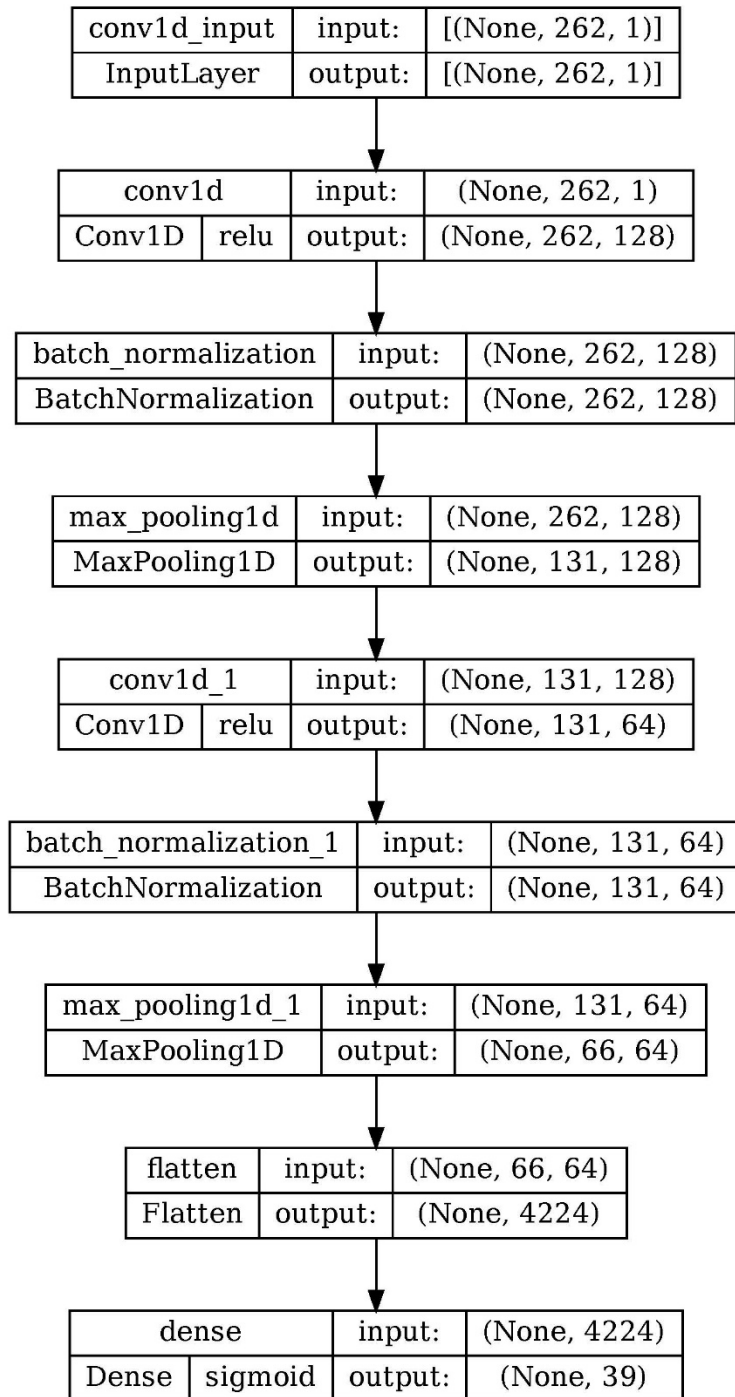 conv1d_input input: [(None, 262, 1)]
InputLayer output: [(None, 262, 1)]
conv1d input: (None, 262, 1)
Conv1D relu output: (None, 262, 128)
batch_normalization input: (None, 262, 128)
BatchNormalization output: (None, 262, 128)
max_pooling1d input: (None, 262, 128)
MaxPooling1D output: (None, 131, 128)
conv1d_1 input: (None, 131, 128)
Conv1D relu output: (None, 131, 64)
batch_normalization_1 input: (None, 131, 64)
BatchNormalization output: (None, 131, 64)
max_pooling1d_1 input: (None, 131, 64)
MaxPooling1D output: (None, 66, 64)
flatten input: (None, 66, 64)
Flatten output: (None, 4224)
dense input: (None, 4224)
Dense sigmoid output: (None, 39)